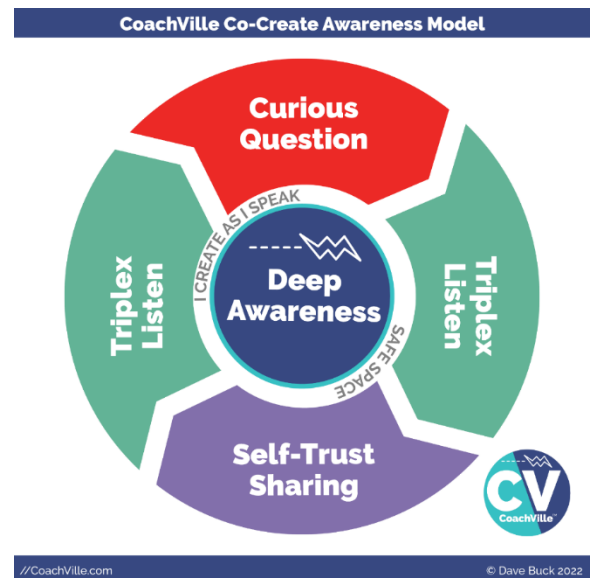 CoachVille Co-Create Awareness Model
Curious
Question
Triplex
Listen
I CREATE AS I SPEAK
Deep
Awareness
SAFE SPACE
Triplex
Listen
Self-Trust
Sharing
CV
CoachVille™
//CoachVille.com
© Dave Buck 2022